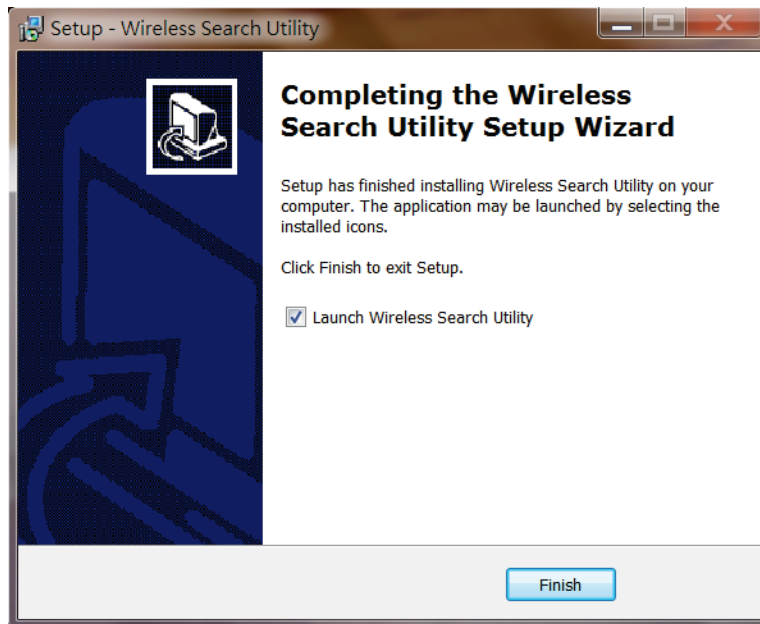 Setup - Wireless Search Utility
Completing the Wireless
Search Utility Setup Wizard
Setup has finished installing Wireless Search Utility on your
computer. The application may be launched by selecting the
installed icons.
Click Finish to exit Setup.
Launch Wireless Search Utility
Finish